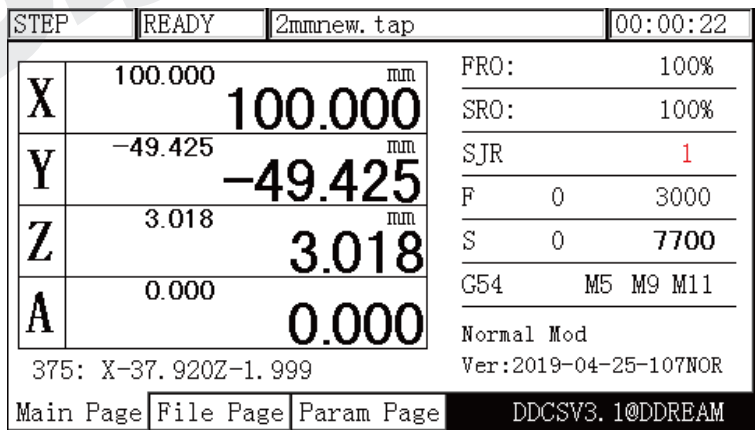 STEP READY 2mmnew.tap 00:00:22
X 100.000 mm 100.000
Y -49.425 mm -49.425
Z 3.018 mm 3.018
A 0.000 0.000
375: X-37.920Z-1.999
FRO: 100%
SRO: 100%
SJR 1
F 0 3000
S 0 7700
G54 M5 M9 M11
Normal Mod
Ver:2019-04-25-107NOR
Main Page File Page Param Page DDCSV3.1@DDREAM